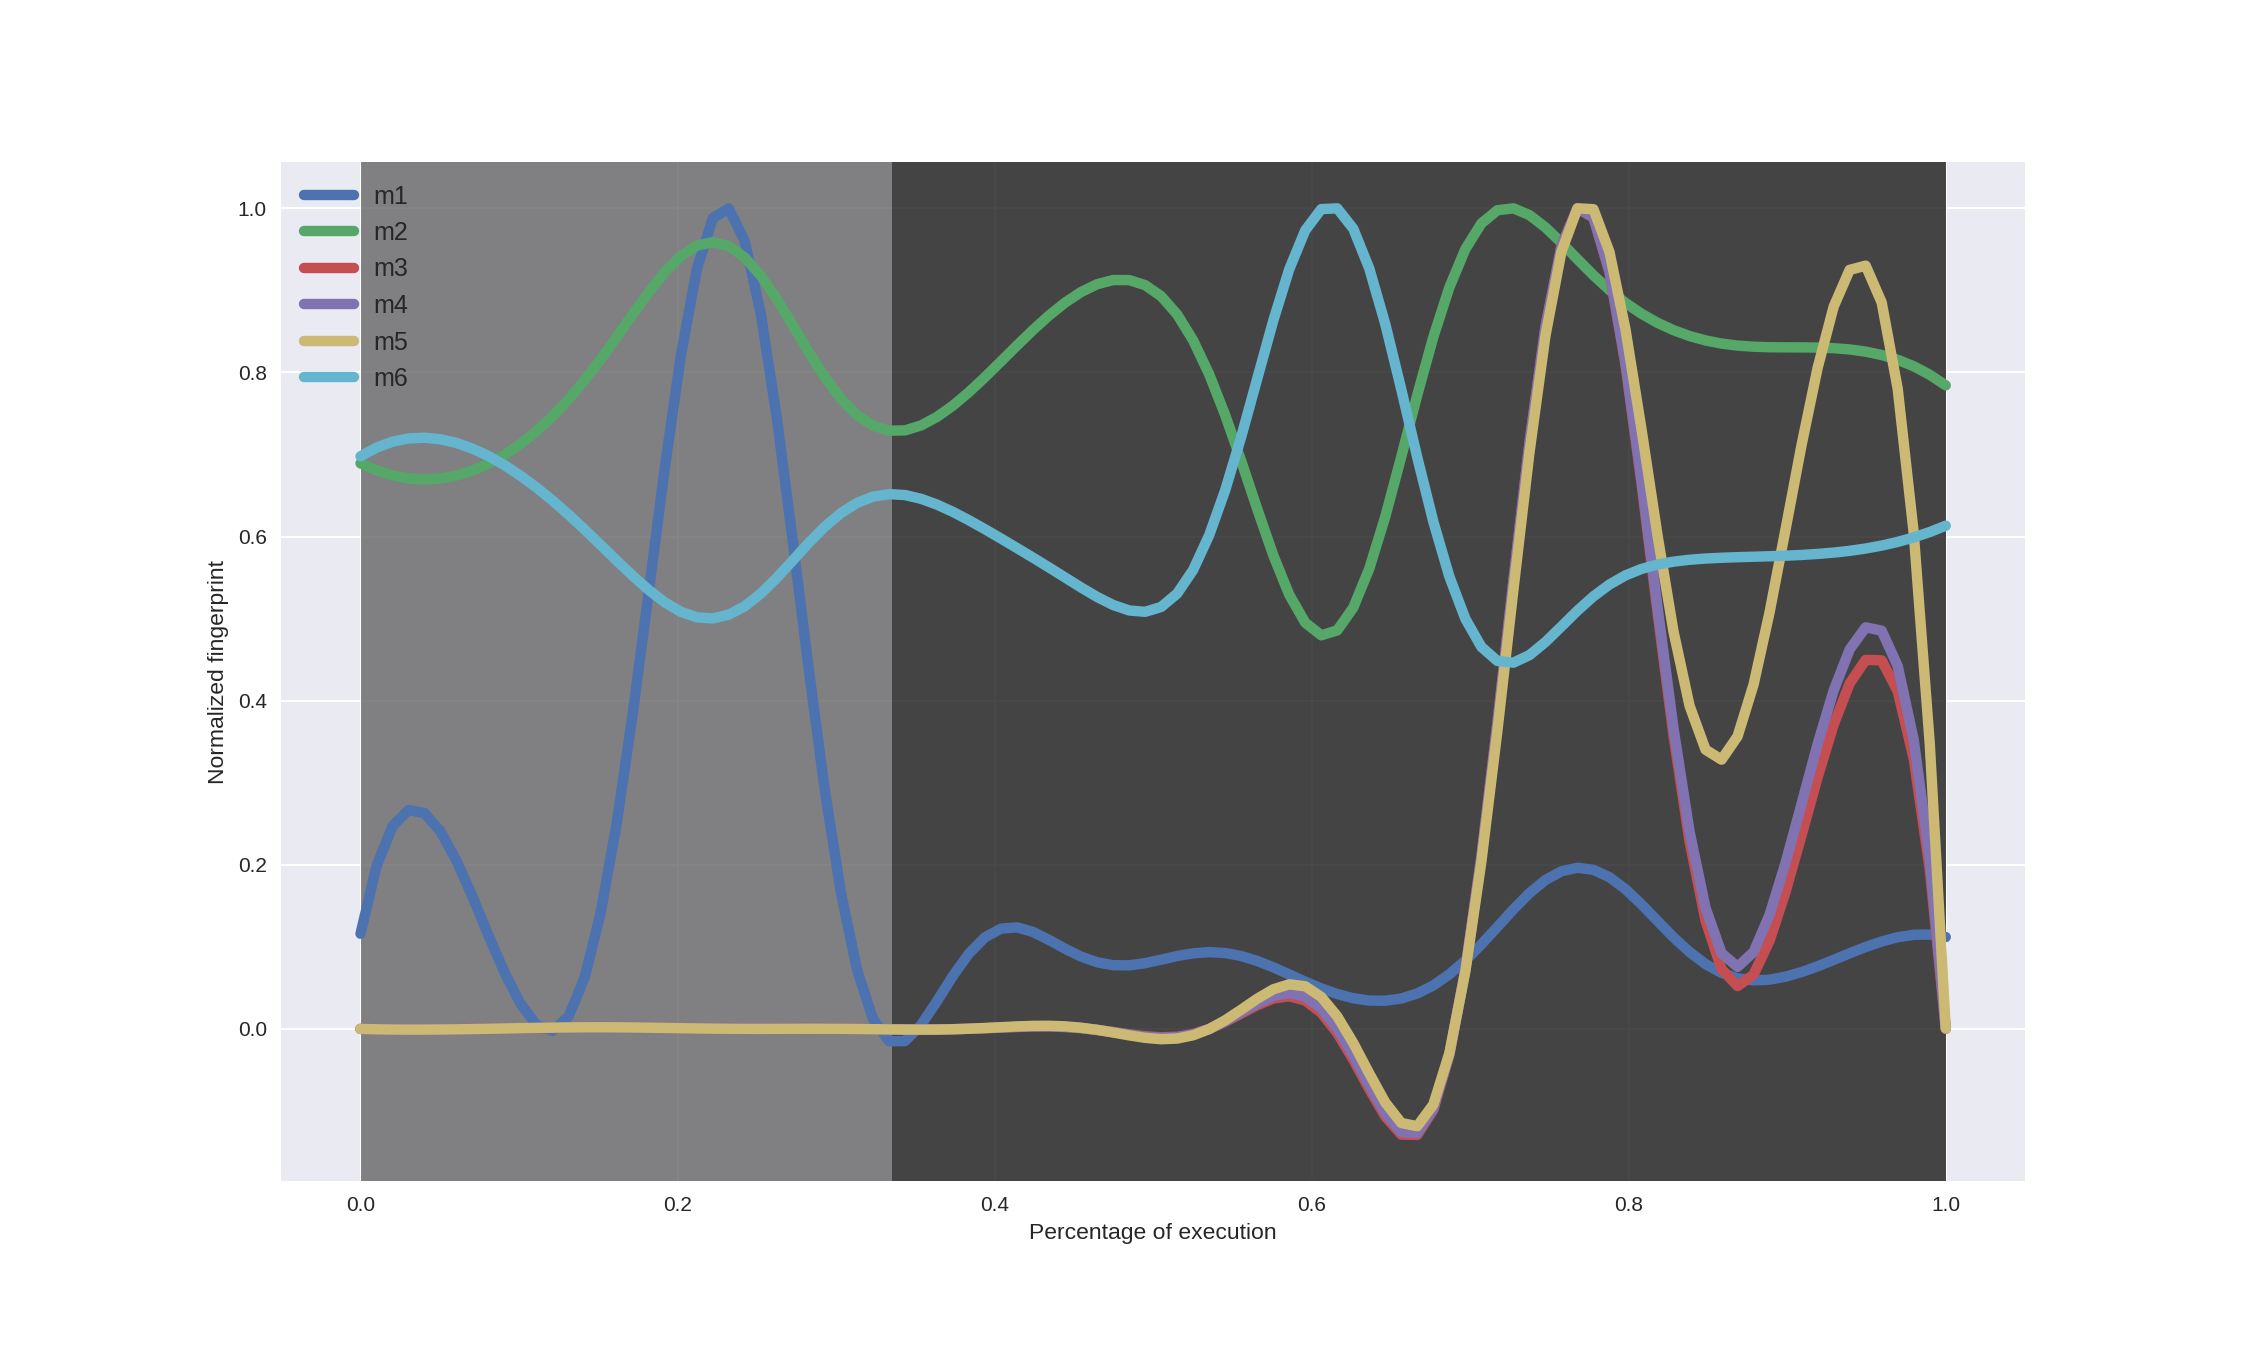 m1
m2
m3
m4
m5
m6
1.0
0.8
0.6
0.4
0.2
0.0
Normalized fingerprint
0.0 0.2 0.4 0.6 0.8 1.0
Percentage of execution